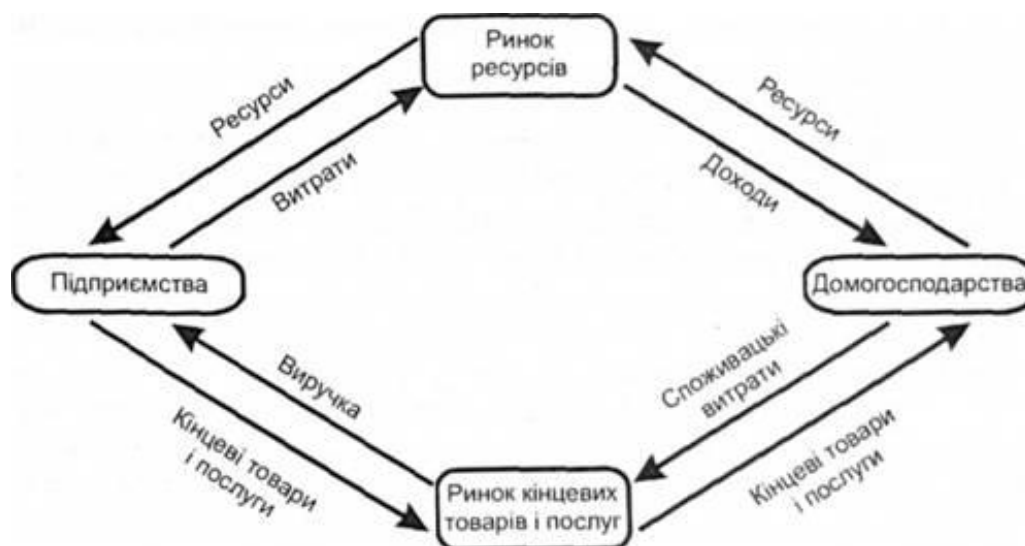 Ринок
ресурсів
Ресурси
Витрати
Ресурси
Доходи
Підприємства
Домогосподарства
Виручка
Споживацькі
витрати
Кінцеві товари
і послуги
Кінцеві товари
і послуги
Ринок кінцевих
товарів і послуг